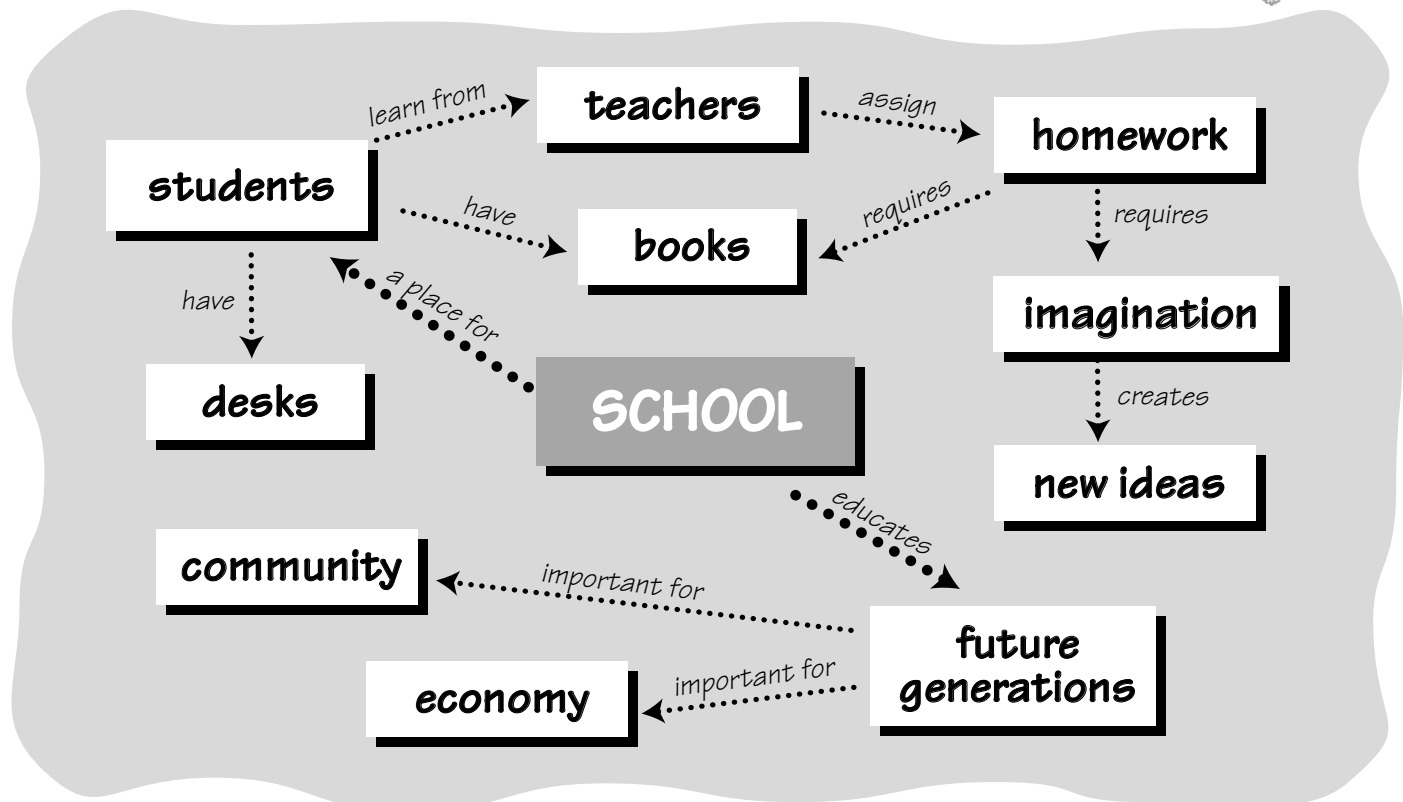 learn from
teachers
assign
homework
students
have
books
requires
requires
have
a place for
imagination
desks
SCHOOL
creates
new ideas
educates
community
important for
future
generations
economy
important for